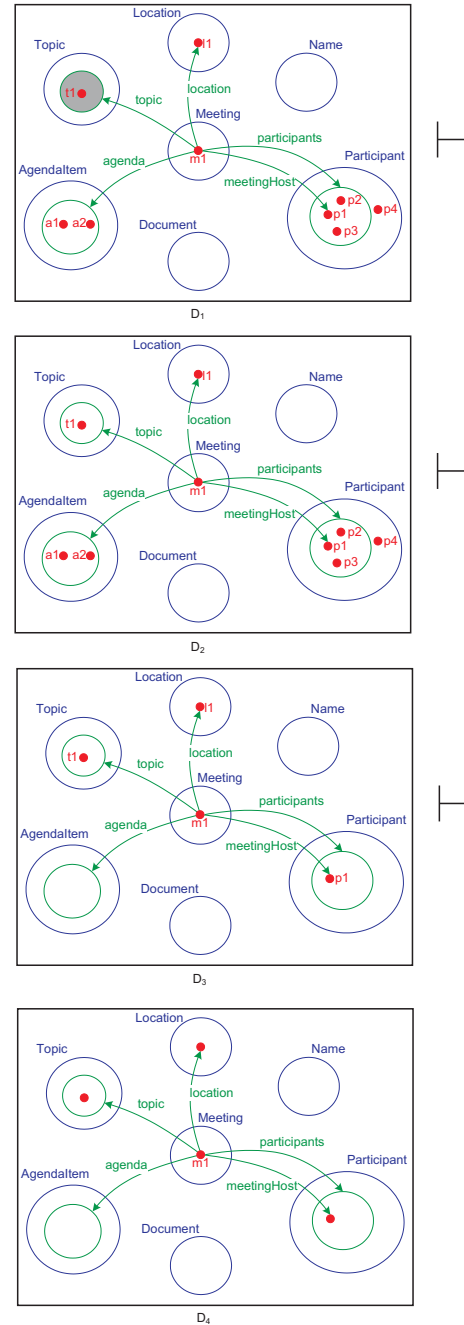 Location
Topic
Name
l1
t1
location
topic
Meeting
participants
m1
agenda
meetingHost
Participant
AgendaItem
p2
p1
p4
a1
a2
p3
Document
D1
Location
Topic
Name
l1
t1
location
topic
Meeting
participants
m1
agenda
meetingHost
Participant
AgendaItem
p2
p1
p4
a1
a2
p3
Document
D2
Location
Topic
Name
l1
t1
location
topic
Meeting
participants
m1
agenda
meetingHost
Participant
AgendaItem
p1
Document
D3
Location
Topic
Name
location
topic
Meeting
participants
m1
agenda
meetingHost
Participant
AgendaItem
Document
D4